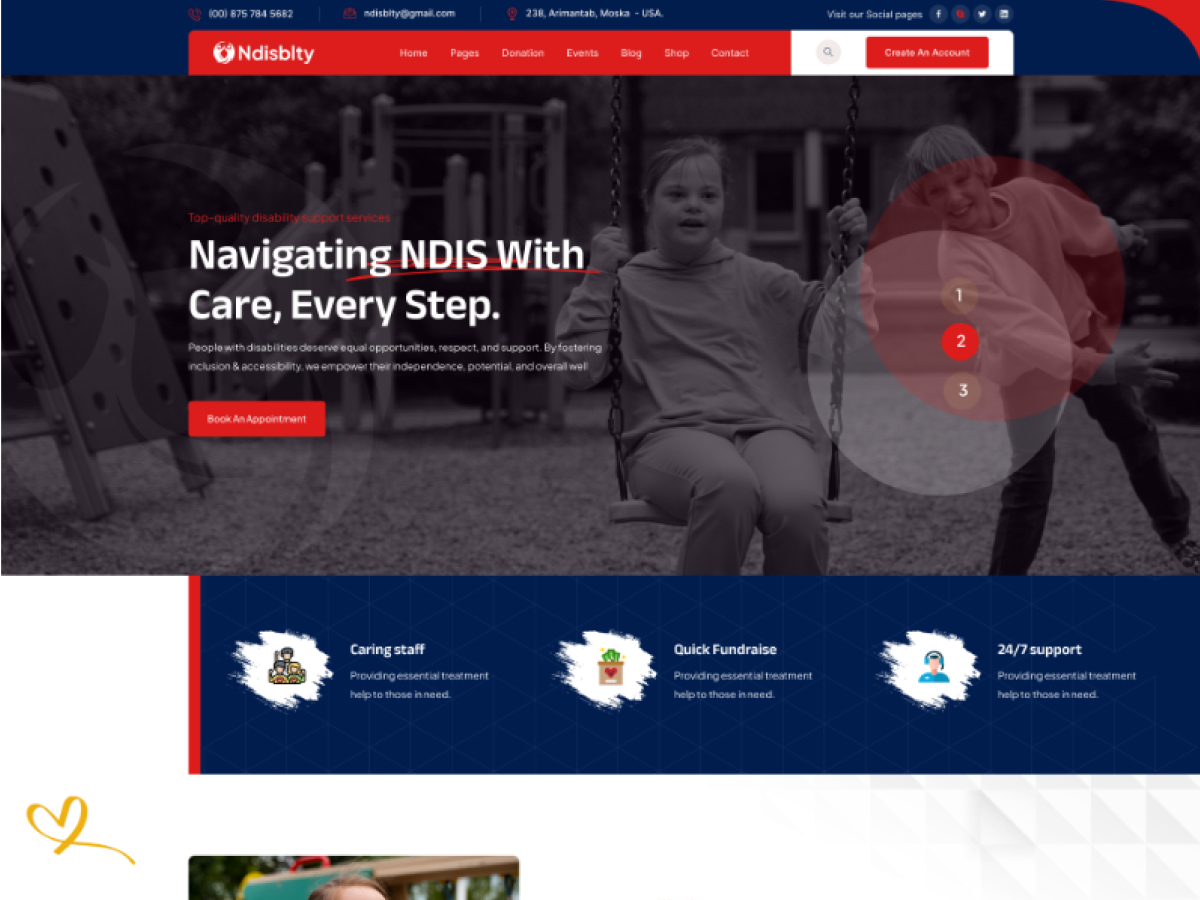 (00) 875 784 5682
ndisblty@gmail.com
238, Arimantab, Moska - USA.
Visit our Social pages
Ndisblty
Home Pages Donation Events Blog Shop Contact
Create An Account
Top-quality disability support services
Navigating NDIS With
Care, Every Step.
People with disabilities deserve equal opportunities, respect, and support. By fostering
inclusion & accessibility, we empower their independence, potential, and overall well
Book An Appointment
1
2
3
Caring staff
Providing essential treatment
help to those in need.
Quick Fundraise
Providing essential treatment
help to those in need.
24/7 support
Providing essential treatment
help to those in need.